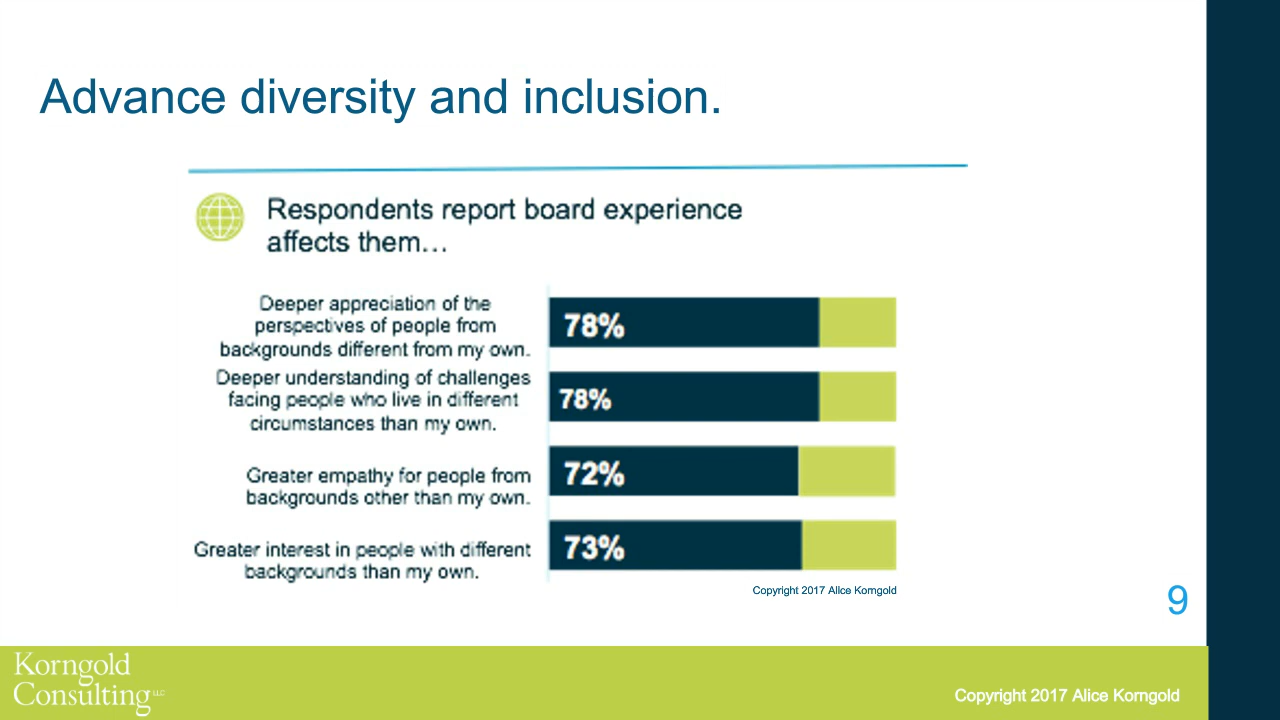 Advance diversity and inclusion.
Respondents report board experience
affects them…
Deeper appreciation of the
perspectives of people from
backgrounds different from my own.
78%
Deeper understanding of challenges
facing people who live in different
circumstances than my own.
78%
Greater empathy for people from
backgrounds other than my own.
72%
Greater interest in people with different
backgrounds than my own.
73%
Copyright 2017 Alice Korngold
9
Korngold
Consulting LLC
Copyright 2017 Alice Korngold